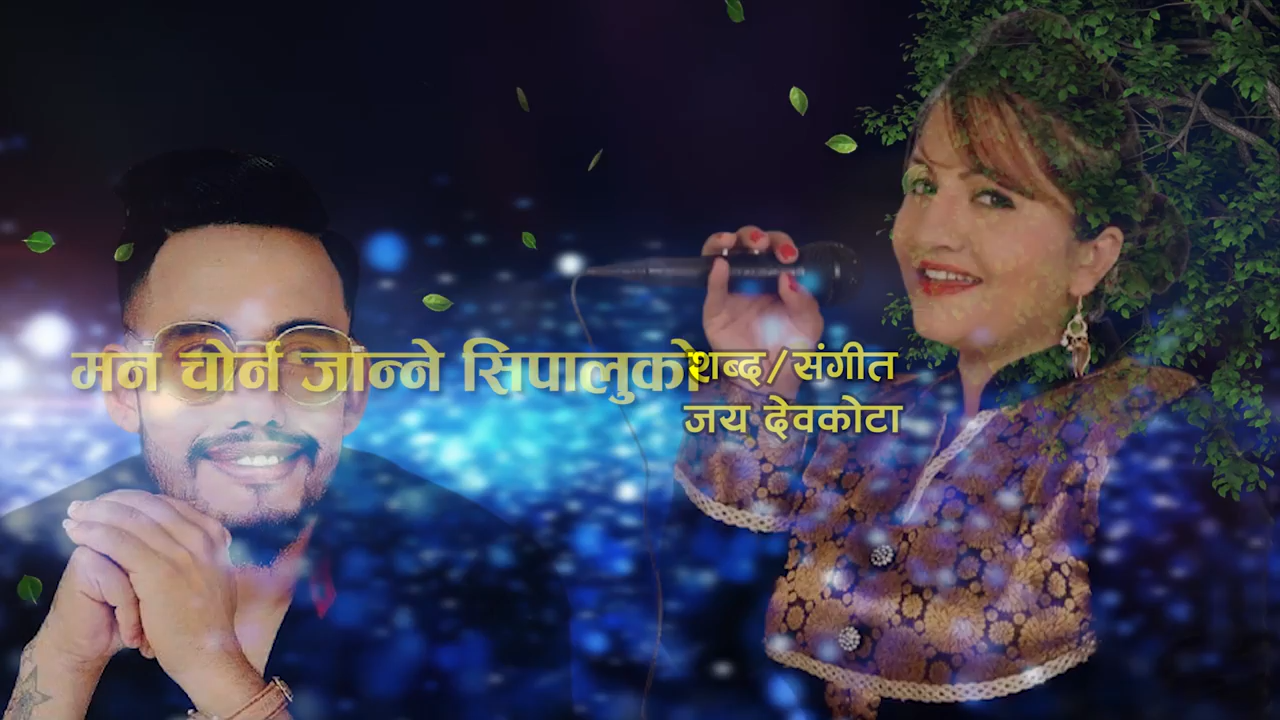 मन चोर्न जान्ने सिपालुको
शब्द/संगीत
जय देवकोटा